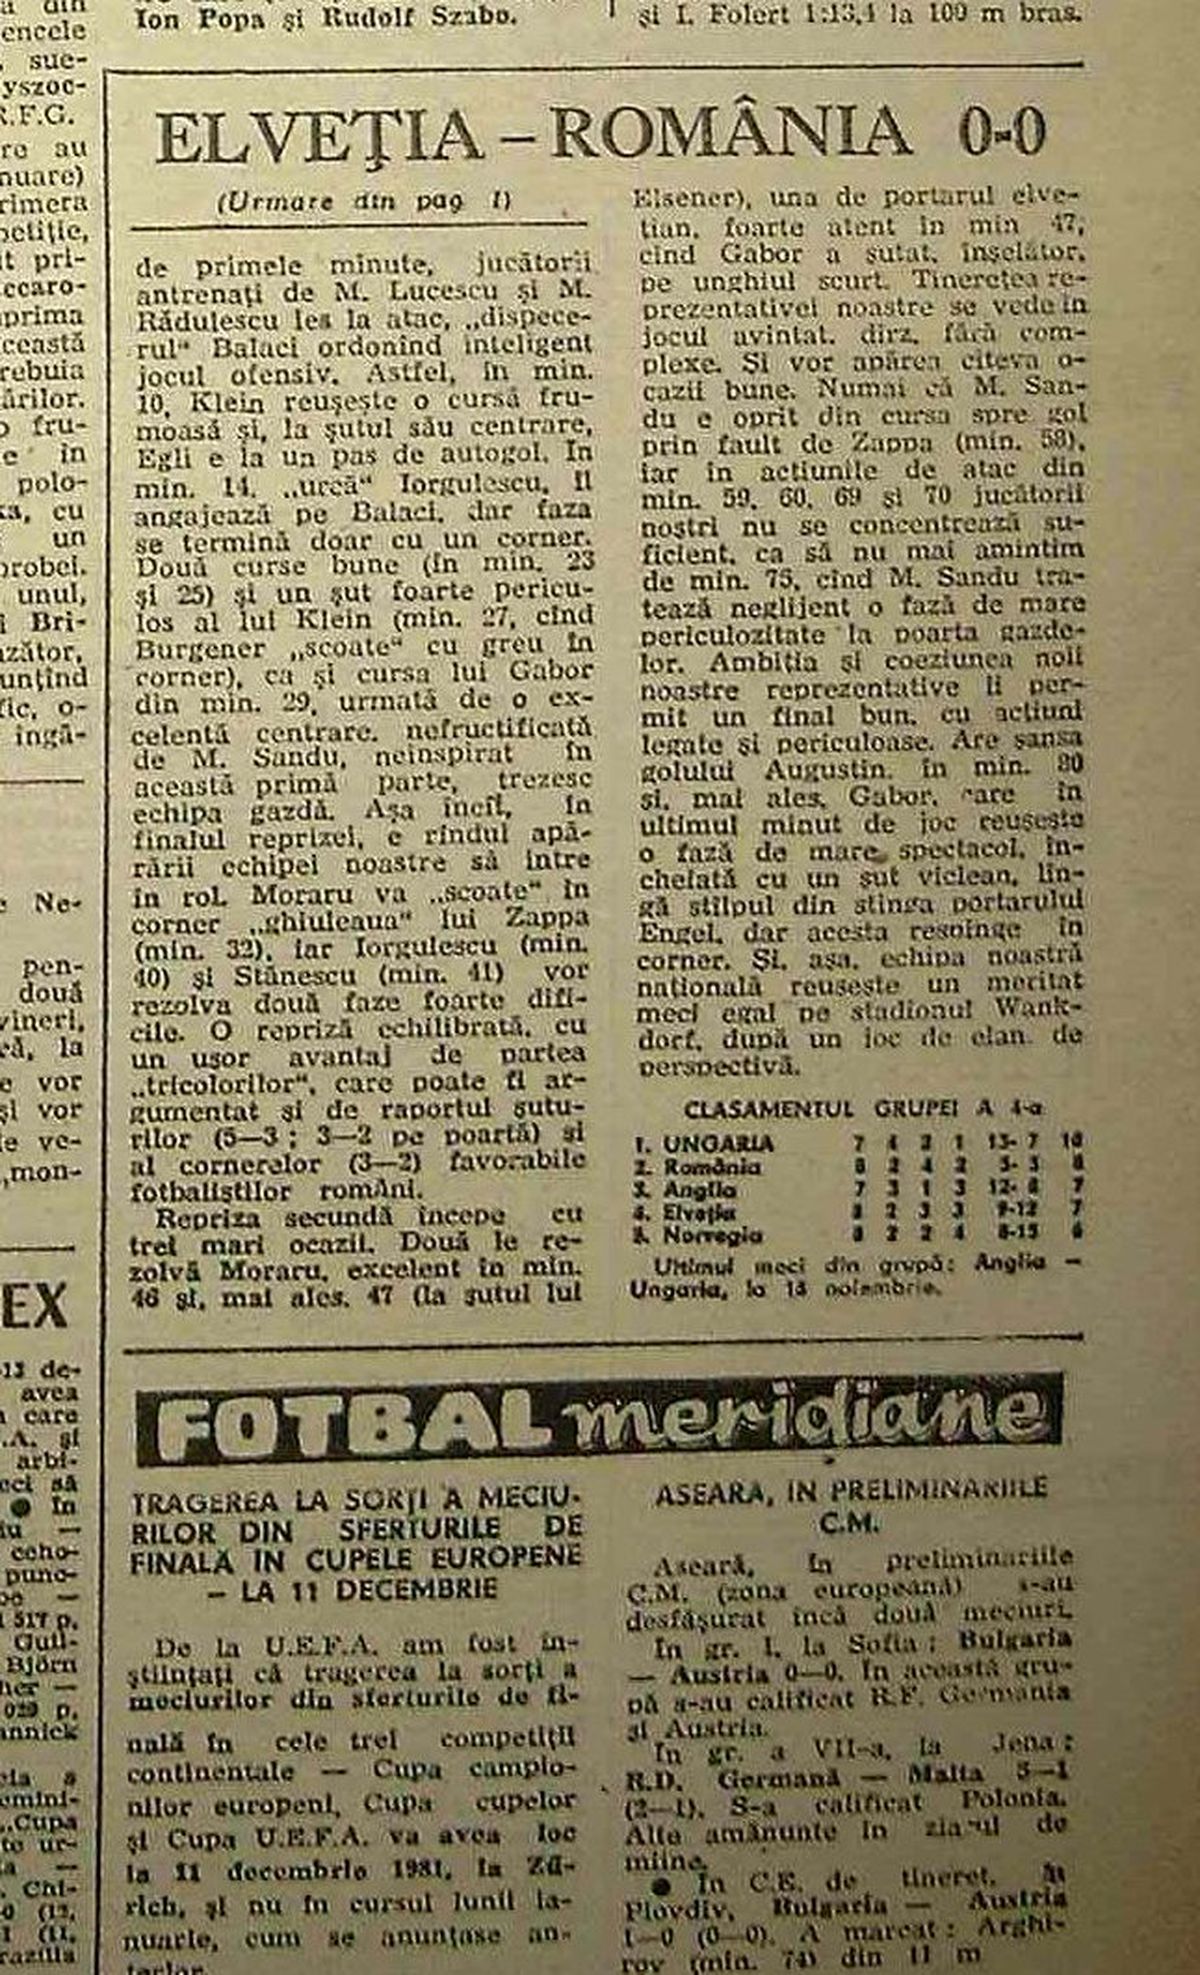 Ion Popa și Rudolf Szabo.
și I. Folert 1:13,4 la 100 m bras.
ELVEȚIA – ROMÂNIA 0-0
(Urmare din pag 1)
de primele minute, jucătorii
antrenați de M. Lucescu și M.
Rădulescu ies la atac, „dispece-
rul“ Balaci ordonînd inteligent
jocul ofensiv. Astfel, în min.
10, Klein reușește o cursă fru-
moasă și, la șutul său centrare,
Egli e la un pas de autogol. In
min. 14, „urcă“ Iorgulescu, îl
angajează pe Balaci, dar faza
se termină doar cu un corner.
Două curse bune (în min. 23
și 25) și un șut foarte pericu-
los al lui Klein (min. 27, cînd
Burgener „scoate“ cu greu în
corner), ca și cursa lui Gabor
din min. 29, urmată de o ex-
celentă centrare, nefructificată
de M. Sandu, neinspirat în
această primă parte, trezesc
echipa gazdă. Așa încît, în
finalul reprizei, e rîndul apă-
rării echipei noastre să intre
în rol. Moraru va „scoate“ în
corner „ghiuleaua“ lui Zappa
(min. 32), iar Iorgulescu (min.
40) și Stănescu (min. 41) vor
rezolva două faze foarte difi-
cile. O repriză echilibrată, cu
un ușor avantaj de partea
„tricolorilor“, care poate fi ar-
gumentat și de raportul șutu-
rilor (5—3 ; 3—2 pe poartă) și
al cornerelor (3—2) favorabile
fotbaliștilor români.
Repriza secundă începe cu
trei mari ocazii. Două le re-
zolvă Moraru, excelent în min.
46 și, mai ales, 47 (la șutul lui
Elsener), una de portarul elve-
țian, foarte atent în min 47,
cînd Gabor a șutat, înșelător,
pe unghiul scurt. Tinerețea re-
prezentativei noastre se vede în
jocul avîntat, dîrz, fără com-
plexe. Și vor apărea cîteva o-
cazii bune. Numai că M. San-
du e oprit din cursa spre gol
prin fault de Zappa (min. 58),
iar în acțiunile de atac din
min. 59, 60, 69 și 70 jucătorii
noștri nu se concentrează su-
ficient, ca să nu mai amintim
de min. 75, cînd M. Sandu tra-
tează neglijent o fază de mare
periculozitate la poarta gazde-
lor. Ambiția și coeziunea noii
noastre reprezentative îi per-
mit un final bun, cu acțiuni
legate și periculoase. Are șansa
golului Augustin, în min. 80
și, mai ales, Gabor, care în
ultimul minut de joc reușește
o fază de mare spectacol, în-
cheiată cu un șut viclean, lîn-
gă stîlpul din stînga portarului
Engel, dar acesta respinge în
corner. Și, așa, echipa noastră
națională reușește un meritat
meci egal pe stadionul Wank-
dorf, după un joc de elan, de
perspectivă.
CLASAMENTUL GRUPEI A 4-a
1. UNGARIA 7 4 2 1 13- 7 10
2. România 8 2 4 2 5- 5 8
3. Anglia 7 3 1 3 12- 8 7
4. Elveția 8 2 3 3 9-12 7
5. Norvegia 8 2 2 4 8-15 6
Ultimul meci din grupă: Anglia –
Ungaria, la 18 noiembrie.
FOTBAL meridiane
TRAGEREA LA SORȚI A MECIU-
RILOR DIN SFERTURILE DE
FINALĂ IN CUPELE EUROPENE
– LA 11 DECEMBRIE
De la U.E.F.A. am fost în-
științați că tragerea la sorți a
meciurilor din sferturile de fi-
nală în cele trei competiții
continentale — Cupa campio-
nilor europeni, Cupa cupelor
și Cupa U.E.F.A. va avea loc
la 11 decembrie 1981, la Zü-
rich, și nu în cursul lunii ia-
nuarie, cum se anunțase an-
terior.
ASEARA, IN PRELIMINARIILE
C.M.
Aseară, în preliminariile
C.M. (zona europeană) s-au
desfășurat încă două meciuri.
In gr. 1, la Sofia : Bulgaria
— Austria 0—0. In această gru-
pă s-au calificat R.F. Germania
și Austria.
In gr. a VII-a, la Jena :
R.D. Germană — Malta 5—1
(2—1). S-a calificat Polonia.
Alte amănunte în ziarul de
mîine.
● In C.E. de tineret, la
Plovdiv, Bulgaria — Austria
1—0 (0—0). A marcat : Arghi-
rov (min. 74) din 11 m